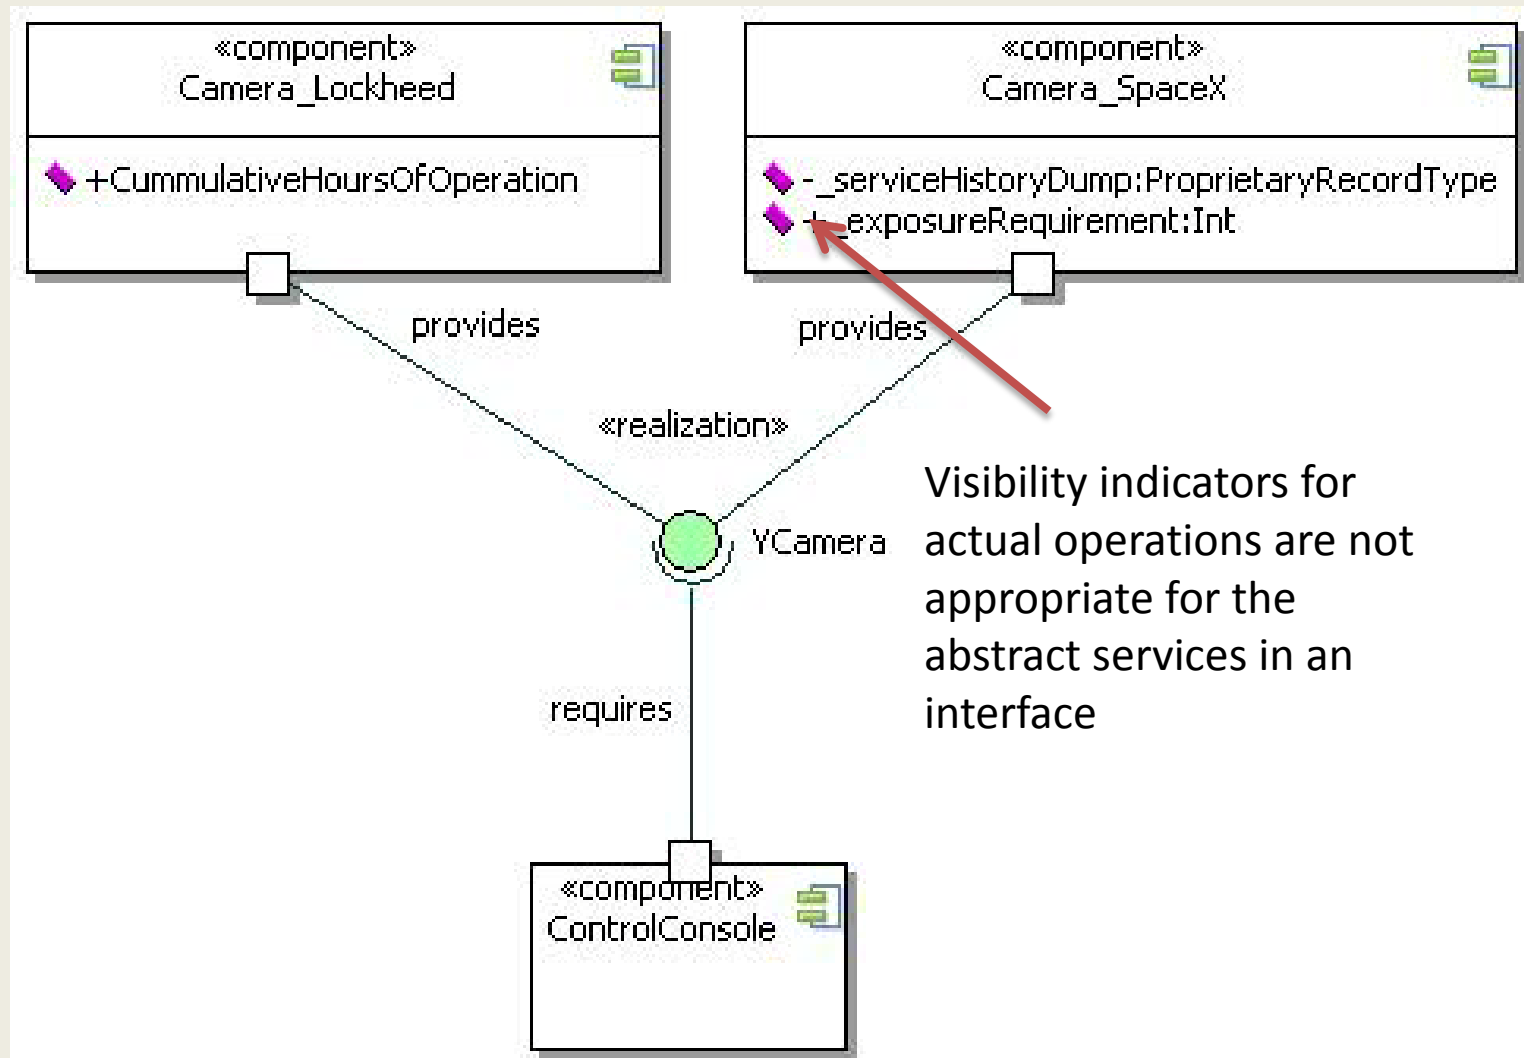 «component»
Camera_Lockheed
+CummulativeHoursOfOperation
«component»
Camera_SpaceX
-_serviceHistoryDump:ProprietaryRecordType
+_exposureRequirement:Int
provides
provides
«realization»
YCamera
Visibility indicators for
actual operations are not
appropriate for the
abstract services in an
interface
requires
«component»
ControlConsole